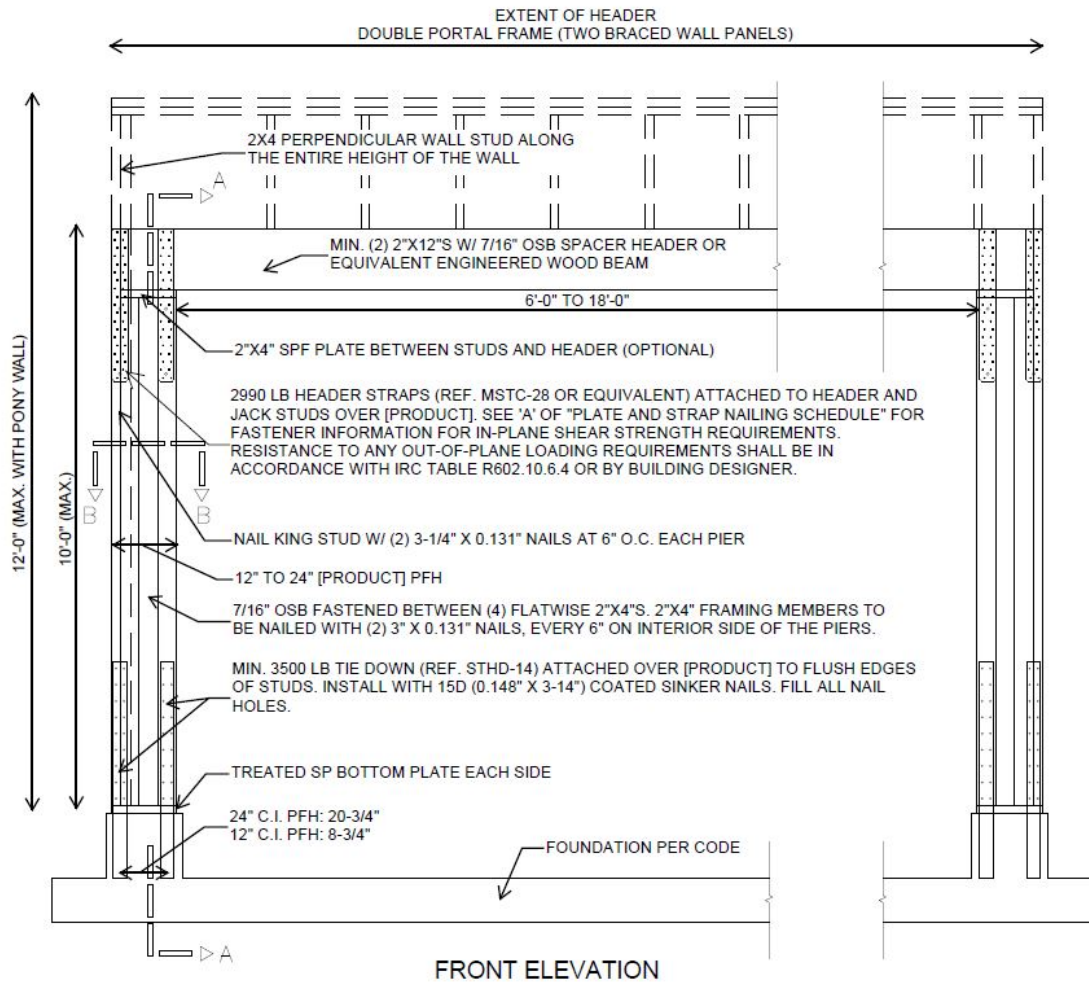 EXTENT OF HEADER
DOUBLE PORTAL FRAME (TWO BRACED WALL PANELS)
2X4 PERPENDICULAR WALL STUD ALONG
THE ENTIRE HEIGHT OF THE WALL
A
MIN. (2) 2"X12"S W/ 7/16" OSB SPACER HEADER OR
EQUIVALENT ENGINEERED WOOD BEAM
6'-0" TO 18'-0"
2"X4" SPF PLATE BETWEEN STUDS AND HEADER (OPTIONAL)
12'-0" (MAX. WITH PONY WALL)
10'-0" (MAX.)
2990 LB HEADER STRAPS (REF. MSTC-28 OR EQUIVALENT) ATTACHED TO HEADER AND
JACK STUDS OVER [PRODUCT]. SEE 'A' OF "PLATE AND STRAP NAILING SCHEDULE" FOR
FASTENER INFORMATION FOR IN-PLANE SHEAR STRENGTH REQUIREMENTS.
RESISTANCE TO ANY OUT-OF-PLANE LOADING REQUIREMENTS SHALL BE IN
ACCORDANCE WITH IRC TABLE R602.10.6.4 OR BY BUILDING DESIGNER.
B
B
NAIL KING STUD W/ (2) 3-1/4" X 0.131" NAILS AT 6" O.C. EACH PIER
12" TO 24" [PRODUCT] PFH
7/16" OSB FASTENED BETWEEN (4) FLATWISE 2"X4"S. 2"X4" FRAMING MEMBERS TO
BE NAILED WITH (2) 3" X 0.131" NAILS, EVERY 6" ON INTERIOR SIDE OF THE PIERS.
MIN. 3500 LB TIE DOWN (REF. STHD-14) ATTACHED OVER [PRODUCT] TO FLUSH EDGES
OF STUDS. INSTALL WITH 15D (0.148" X 3-14") COATED SINKER NAILS. FILL ALL NAIL
HOLES.
TREATED SP BOTTOM PLATE EACH SIDE
24" C.I. PFH: 20-3/4"
12" C.I. PFH: 8-3/4"
FOUNDATION PER CODE
A
FRONT ELEVATION